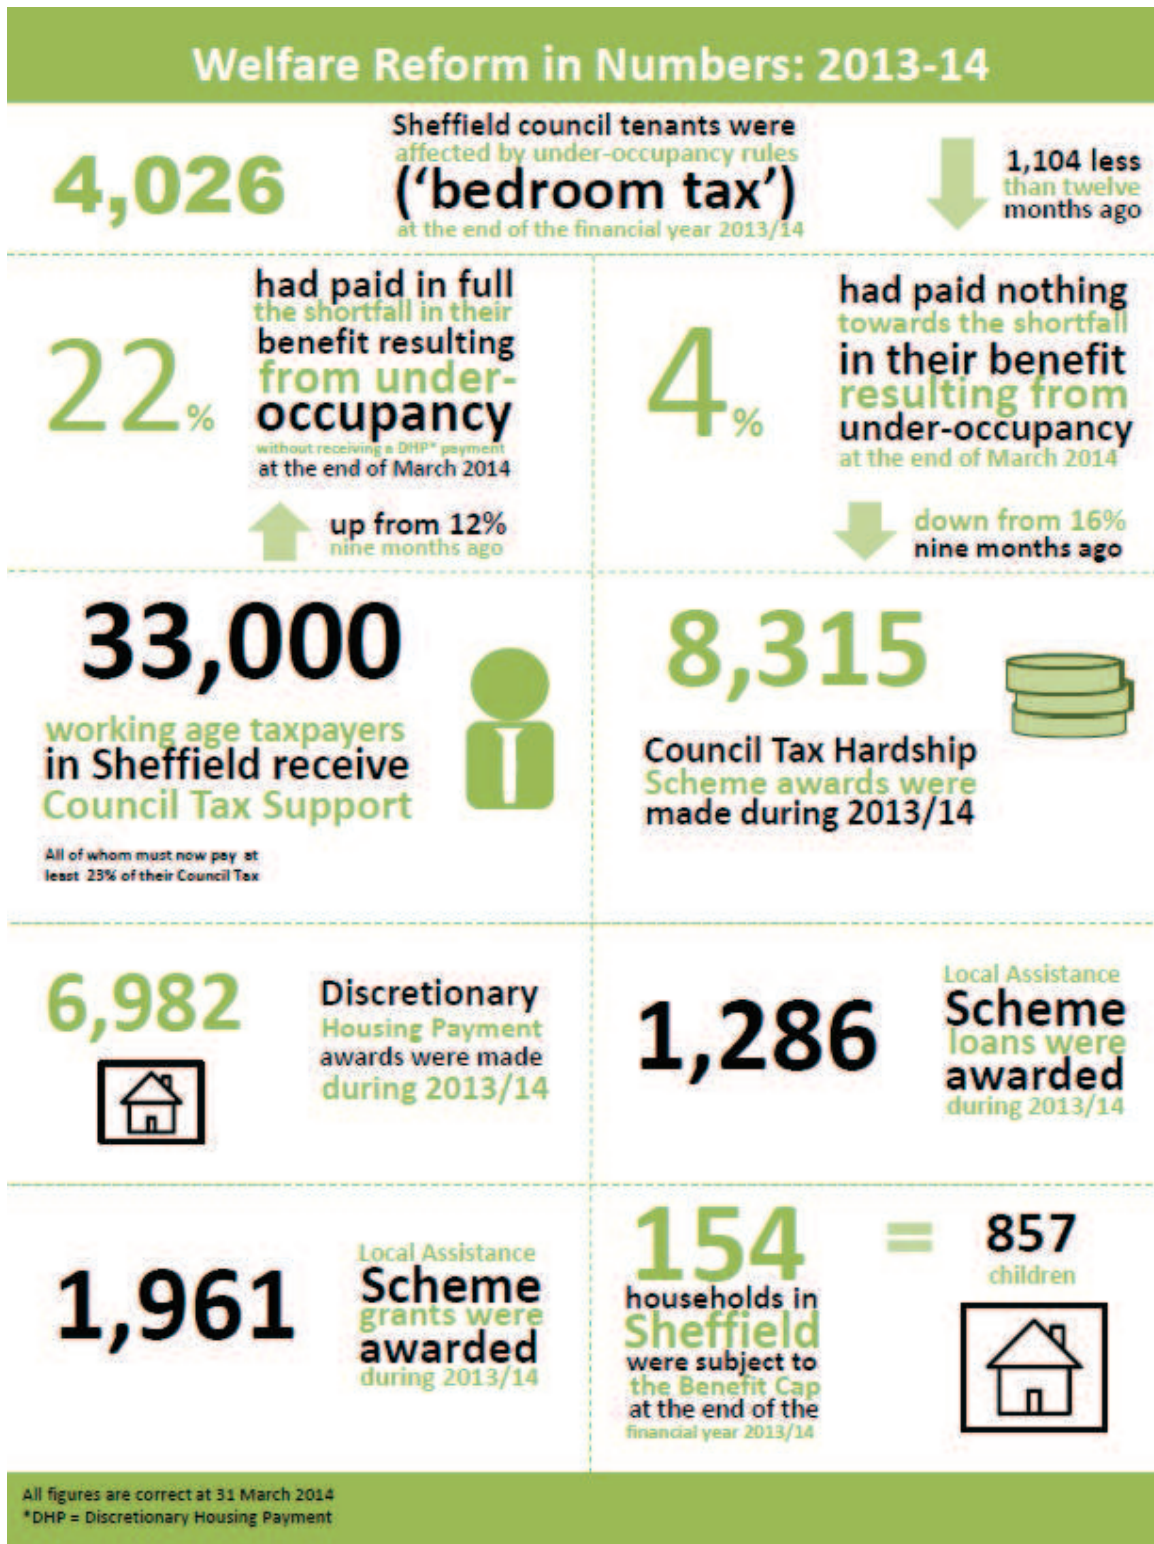 Welfare Reform in Numbers: 2013-14
4,026
Sheffield council tenants were
affected by under-occupancy rules
('bedroom tax')
at the end of the financial year 2013/14
1,104 less
than twelve
months ago
22%
had paid in full
the shortfall in their
benefit resulting
from under-
occupancy
without receiving a DHP* payment
at the end of March 2014
up from 12%
nine months ago
4%
had paid nothing
towards the shortfall
in their benefit
resulting from
under-occupancy
at the end of March 2014
down from 16%
nine months ago
33,000
working age taxpayers
in Sheffield receive
Council Tax Support
All of whom must now pay at
least 23% of their Council Tax
8,315
Council Tax Hardship
Scheme awards were
made during 2013/14
6,982
Discretionary
Housing Payment
awards were made
during 2013/14
1,286
Local Assistance
Scheme
loans were
awarded
during 2013/14
1,961
Local Assistance
Scheme
grants were
awarded
during 2013/14
154
households in
Sheffield
were subject to
the Benefit Cap
at the end of the
financial year 2013/14
=
857
children
All figures are correct at 31 March 2014
*DHP = Discretionary Housing Payment